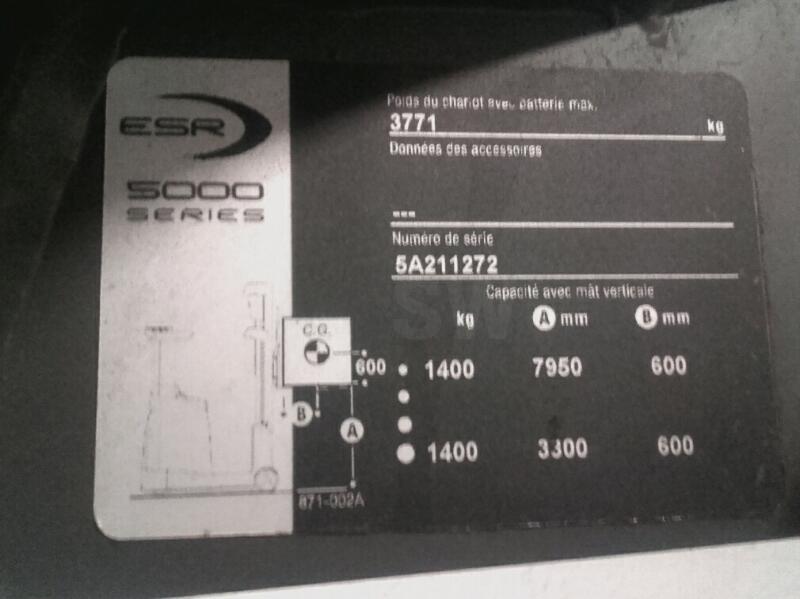 ESR
5000
SERIES
Poids du chariot avec batterie max.
3771 kg
Données des accessoires
---
Numéro de série
5A211272
Capacité avec mât verticale
kg A mm B mm
1400 7950 600
1400 3300 600
C.G.
600
B
A
871-002A
SW